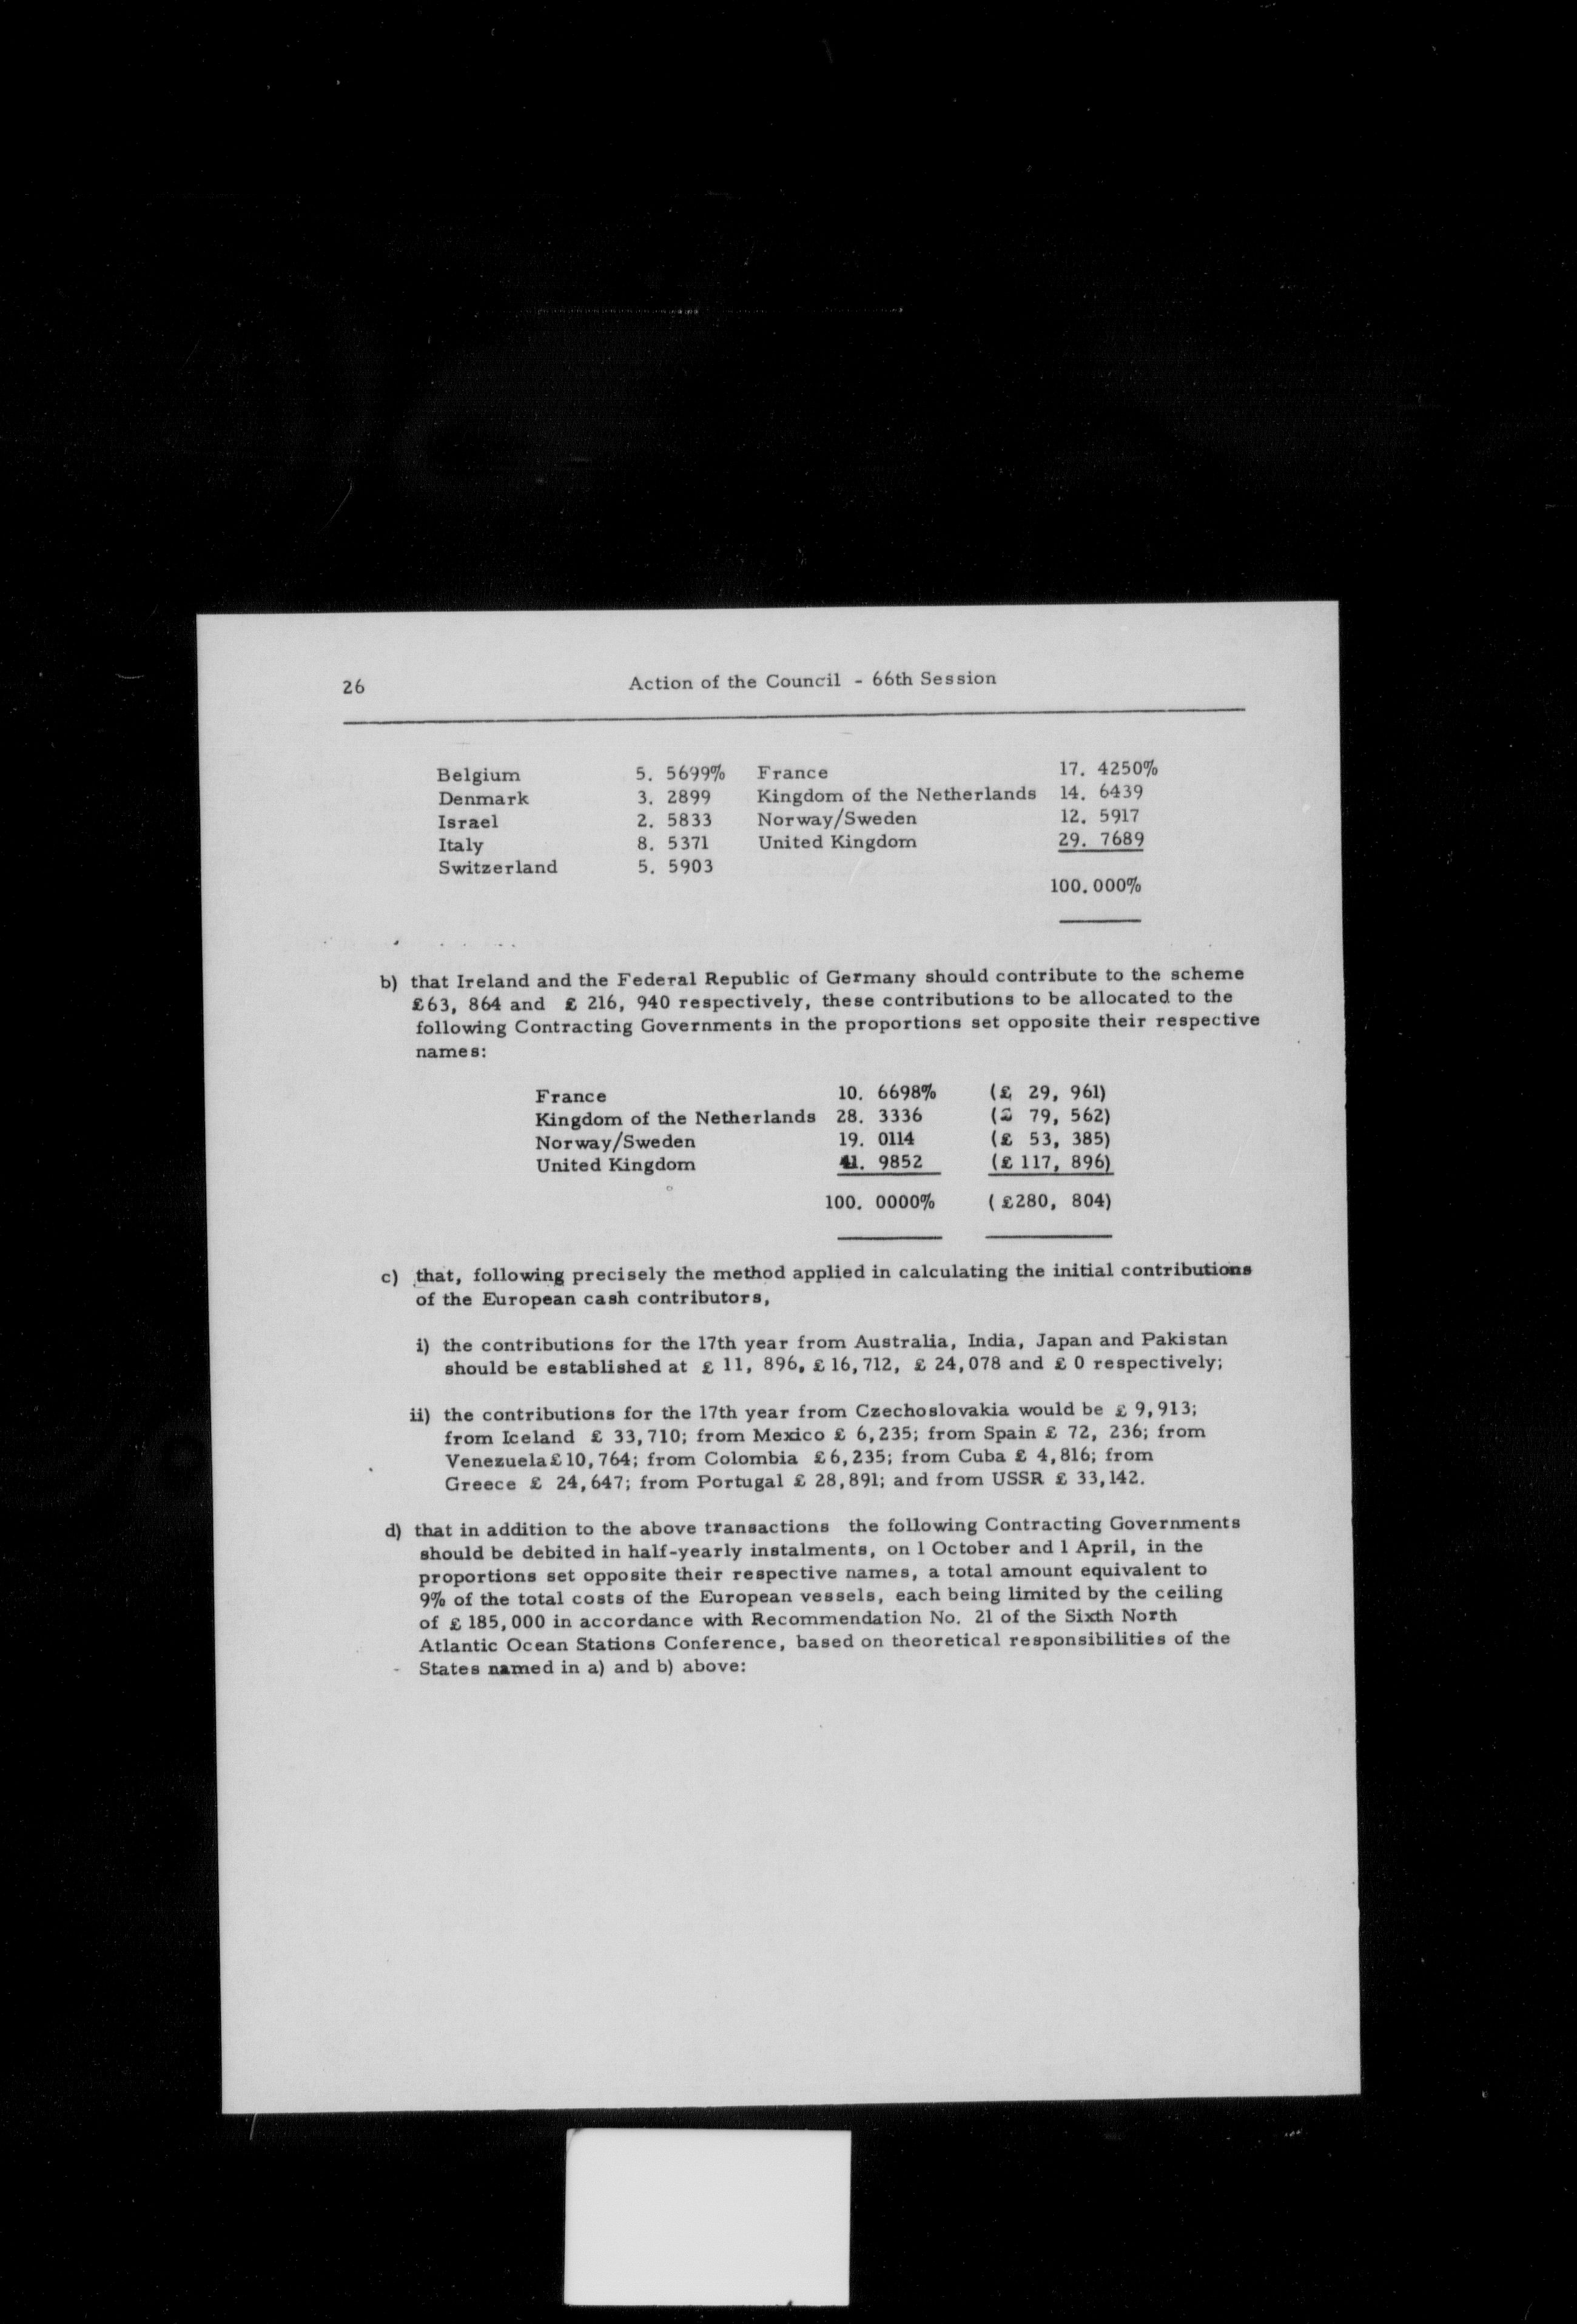 26 Action of the Council - 66th Session
Belgium 5. 5699% France 17. 4250%
Denmark 3. 2899 Kingdom of the Netherlands 14. 6439
Israel 2. 5833 Norway/Sweden 12. 5917
Italy 8. 5371 United Kingdom 29. 7689
Switzerland 5. 5903
100.000%
b) that Ireland and the Federal Republic of Germany should contribute to the scheme
£63, 864 and £ 216, 940 respectively, these contributions to be allocated to the
following Contracting Governments in the proportions set opposite their respective
names:
France 10. 6698% (£ 29, 961)
Kingdom of the Netherlands 28. 3336 (£ 79, 562)
Norway/Sweden 19. 0114 (£ 53, 385)
United Kingdom 41. 9852 (£ 117, 896)
100. 0000% ( £280, 804)
c) that, following precisely the method applied in calculating the initial contributions
of the European cash contributors,
i) the contributions for the 17th year from Australia, India, Japan and Pakistan
should be established at £ 11, 896, £ 16,712, £ 24,078 and £ 0 respectively;
ii) the contributions for the 17th year from Czechoslovakia would be £ 9,913;
from Iceland £ 33,710; from Mexico £ 6,235; from Spain £ 72, 236; from
Venezuela £10,764; from Colombia £6,235; from Cuba £ 4,816; from
Greece £ 24,647; from Portugal £ 28,891; and from USSR £ 33,142.
d) that in addition to the above transactions the following Contracting Governments
should be debited in half-yearly instalments, on 1 October and 1 April, in the
proportions set opposite their respective names, a total amount equivalent to
9% of the total costs of the European vessels, each being limited by the ceiling
of £ 185,000 in accordance with Recommendation No. 21 of the Sixth North
Atlantic Ocean Stations Conference, based on theoretical responsibilities of the
States named in a) and b) above: